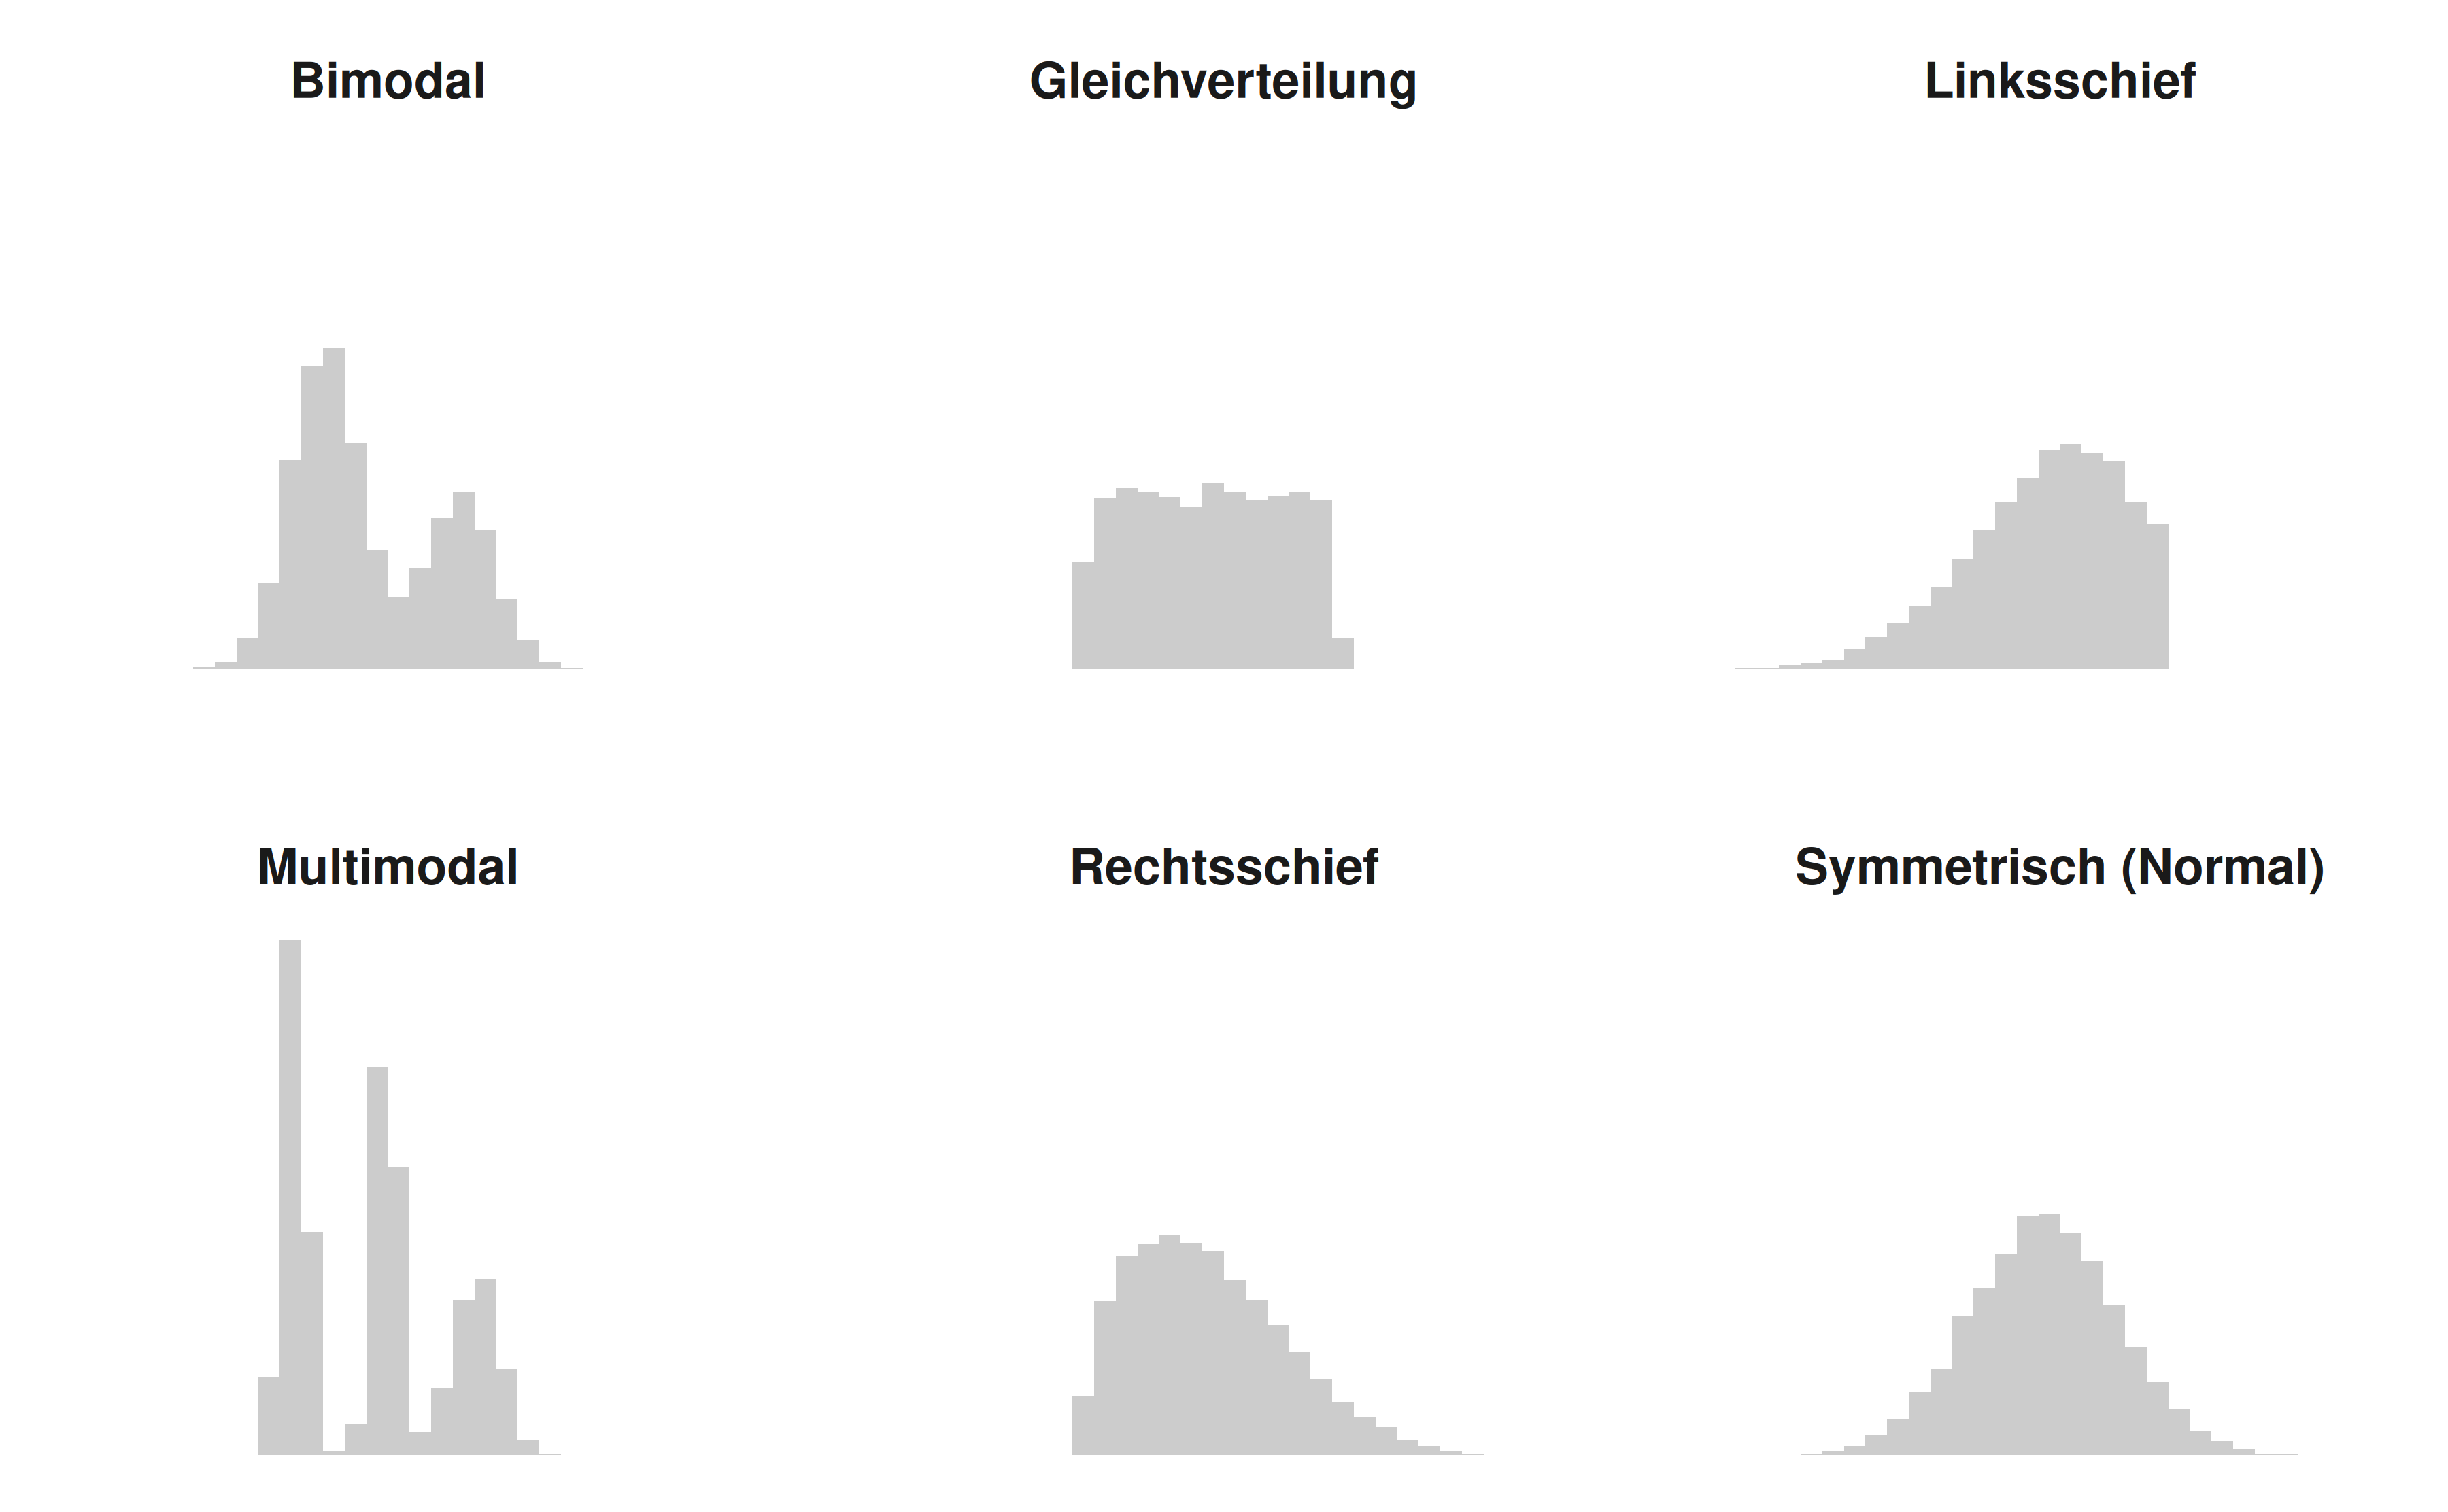 Bimodal
Gleichverteilung
Linksschief
Multimodal
Rechtsschief
Symmetrisch (Normal)